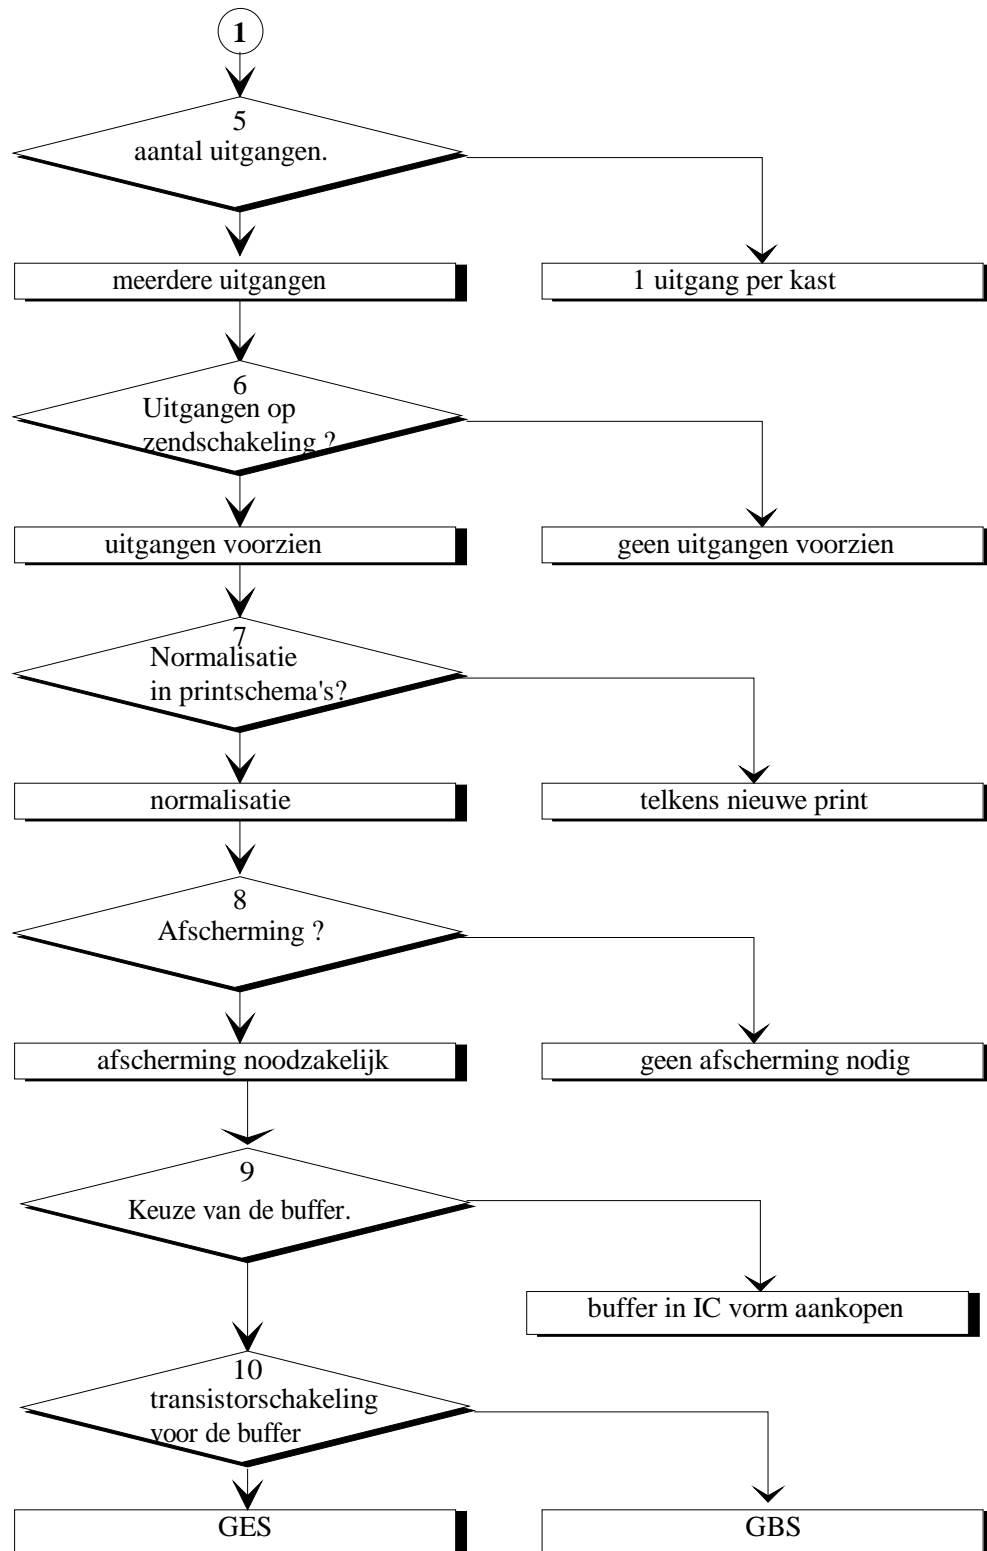 1
5
aantal uitgangen.
meerdere uitgangen
1 uitgang per kast
6
Uitgangen op
zendschakeling ?
uitgangen voorzien
geen uitgangen voorzien
7
Normalisatie
in printschema's?
normalisatie
telkens nieuwe print
8
Afscherming ?
afscherming noodzakelijk
geen afscherming nodig
9
Keuze van de buffer.
buffer in IC vorm aankopen
10
transistorschakeling
voor de buffer
GES
GBS